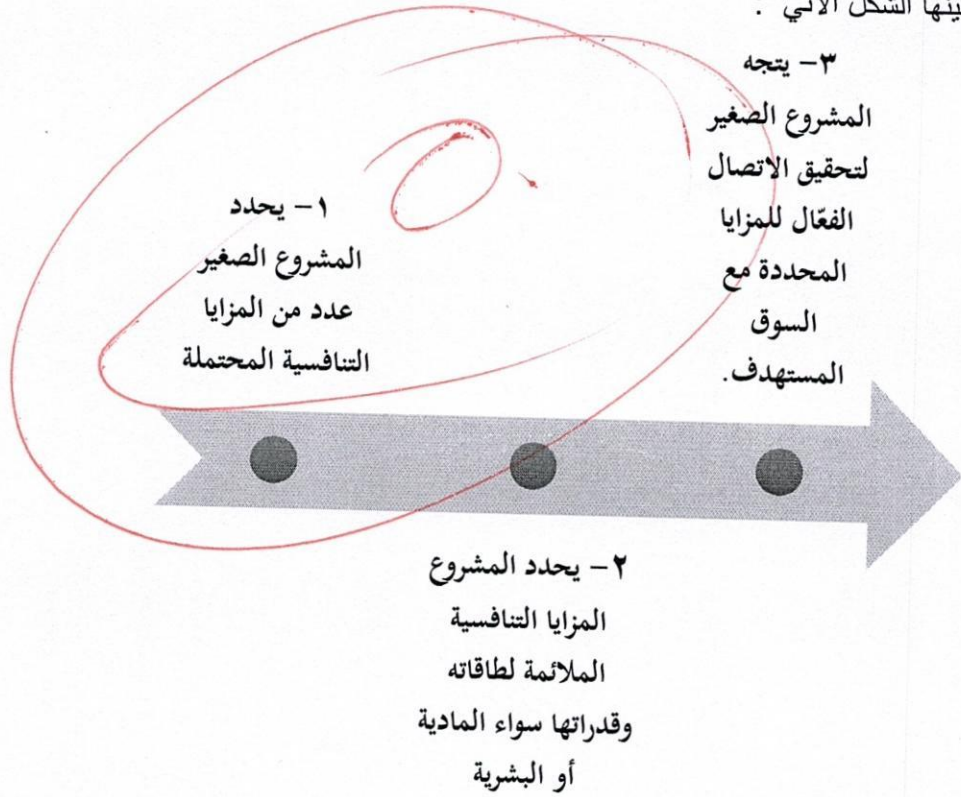 الشكل الآتي .
١- يحدد
المشروع الصغير
عدد من المزايا
التنافسية المحتملة
٢- يحدد المشروع
المزايا التنافسية
الملائمة لطاقاته
وقدراتها سواء المادية
أو البشرية
٣- يتجه
المشروع الصغير
لتحقيق الاتصال
الفعّال للمزايا
المحددة مع
السوق
المستهدف.